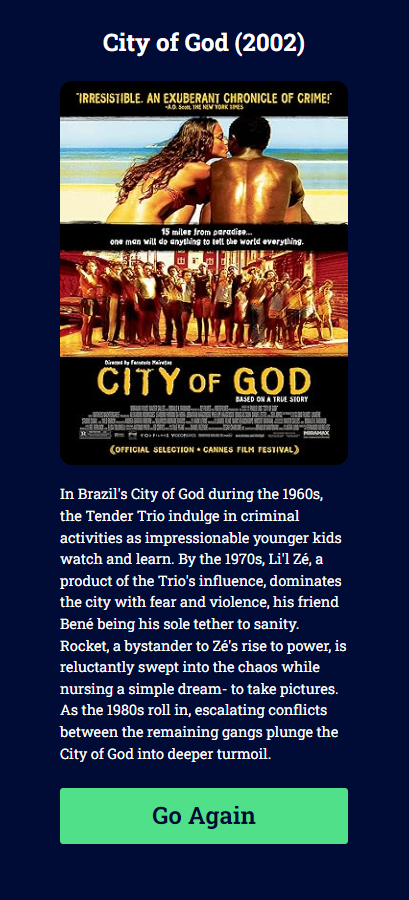 City of God (2002)
"IRRESISTIBLE. AN EXUBERANT CHRONICLE OF CRIME!"
-A.O. Scott, THE NEW YORK TIMES
15 miles from paradise...
one man will do anything to tell the world everything.
Directed by Fernando Meirelles
CITY OF GOD
BASED ON A TRUE STORY
MIRAMAX
(OFFICIAL SELECTION • CANNES FILM FESTIVAL)
In Brazil's City of God during the 1960s,
the Tender Trio indulge in criminal
activities as impressionable younger kids
watch and learn. By the 1970s, Li'l Zé, a
product of the Trio's influence, dominates
the city with fear and violence, his friend
Bené being his sole tether to sanity.
Rocket, a bystander to Zé's rise to power, is
reluctantly swept into the chaos while
nursing a simple dream- to take pictures.
As the 1980s roll in, escalating conflicts
between the remaining gangs plunge the
City of God into deeper turmoil.
Go Again